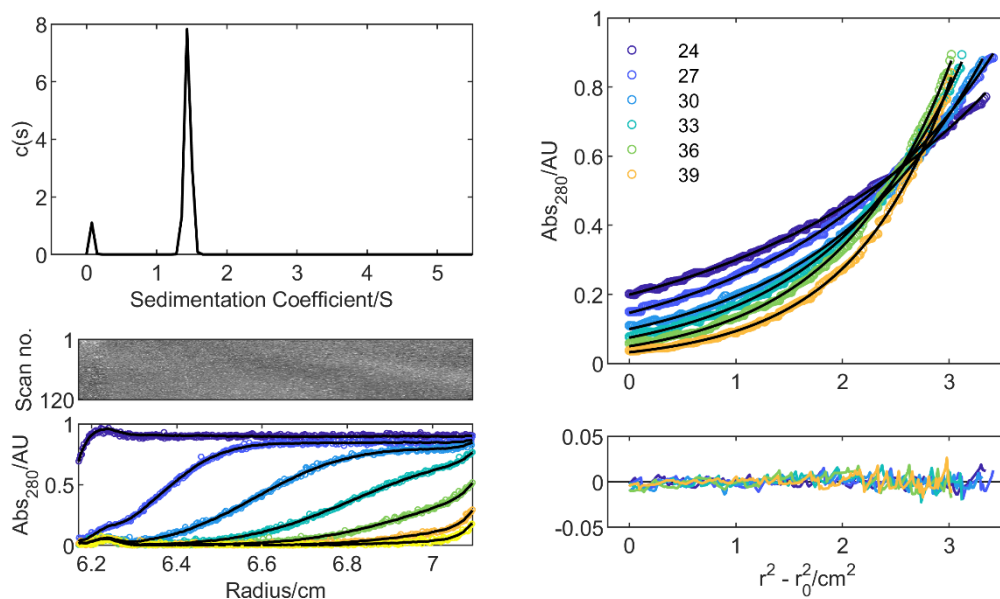 8
6
4
2
0
c(s)
0 1 2 3 4 5
Sedimentation Coefficient/S
1
120
Scan no.
1
0.5
0
Abs280/AU
6.2 6.4 6.6 6.8 7
Radius/cm
1
0.8
0.6
0.4
0.2
0
Abs280/AU
24
27
30
33
36
39
0 1 2 3
0.05
0
-0.05
0 1 2 3
r² - r₀²/cm²